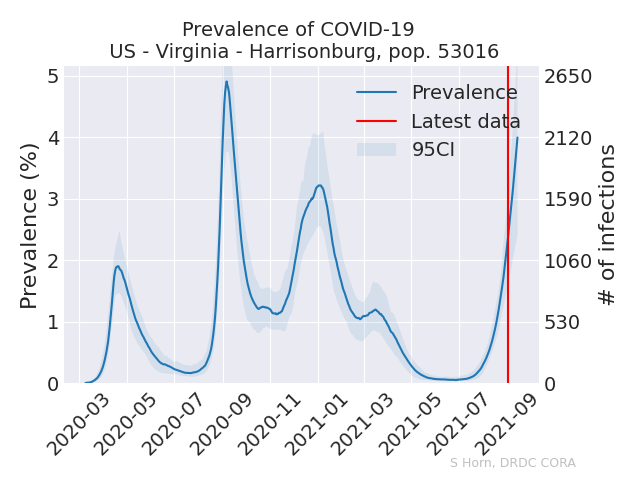 Prevalence of COVID-19
US - Virginia - Harrisonburg, pop. 53016
Prevalence
Latest data
95CI
Prevalence (%)
5
4
3
2
1
0
2650
2120
1590
1060
530
0
# of infections
2020-03
2020-05
2020-07
2020-09
2020-11
2021-01
2021-03
2021-05
2021-07
2021-09
S Horn, DRDC CORA